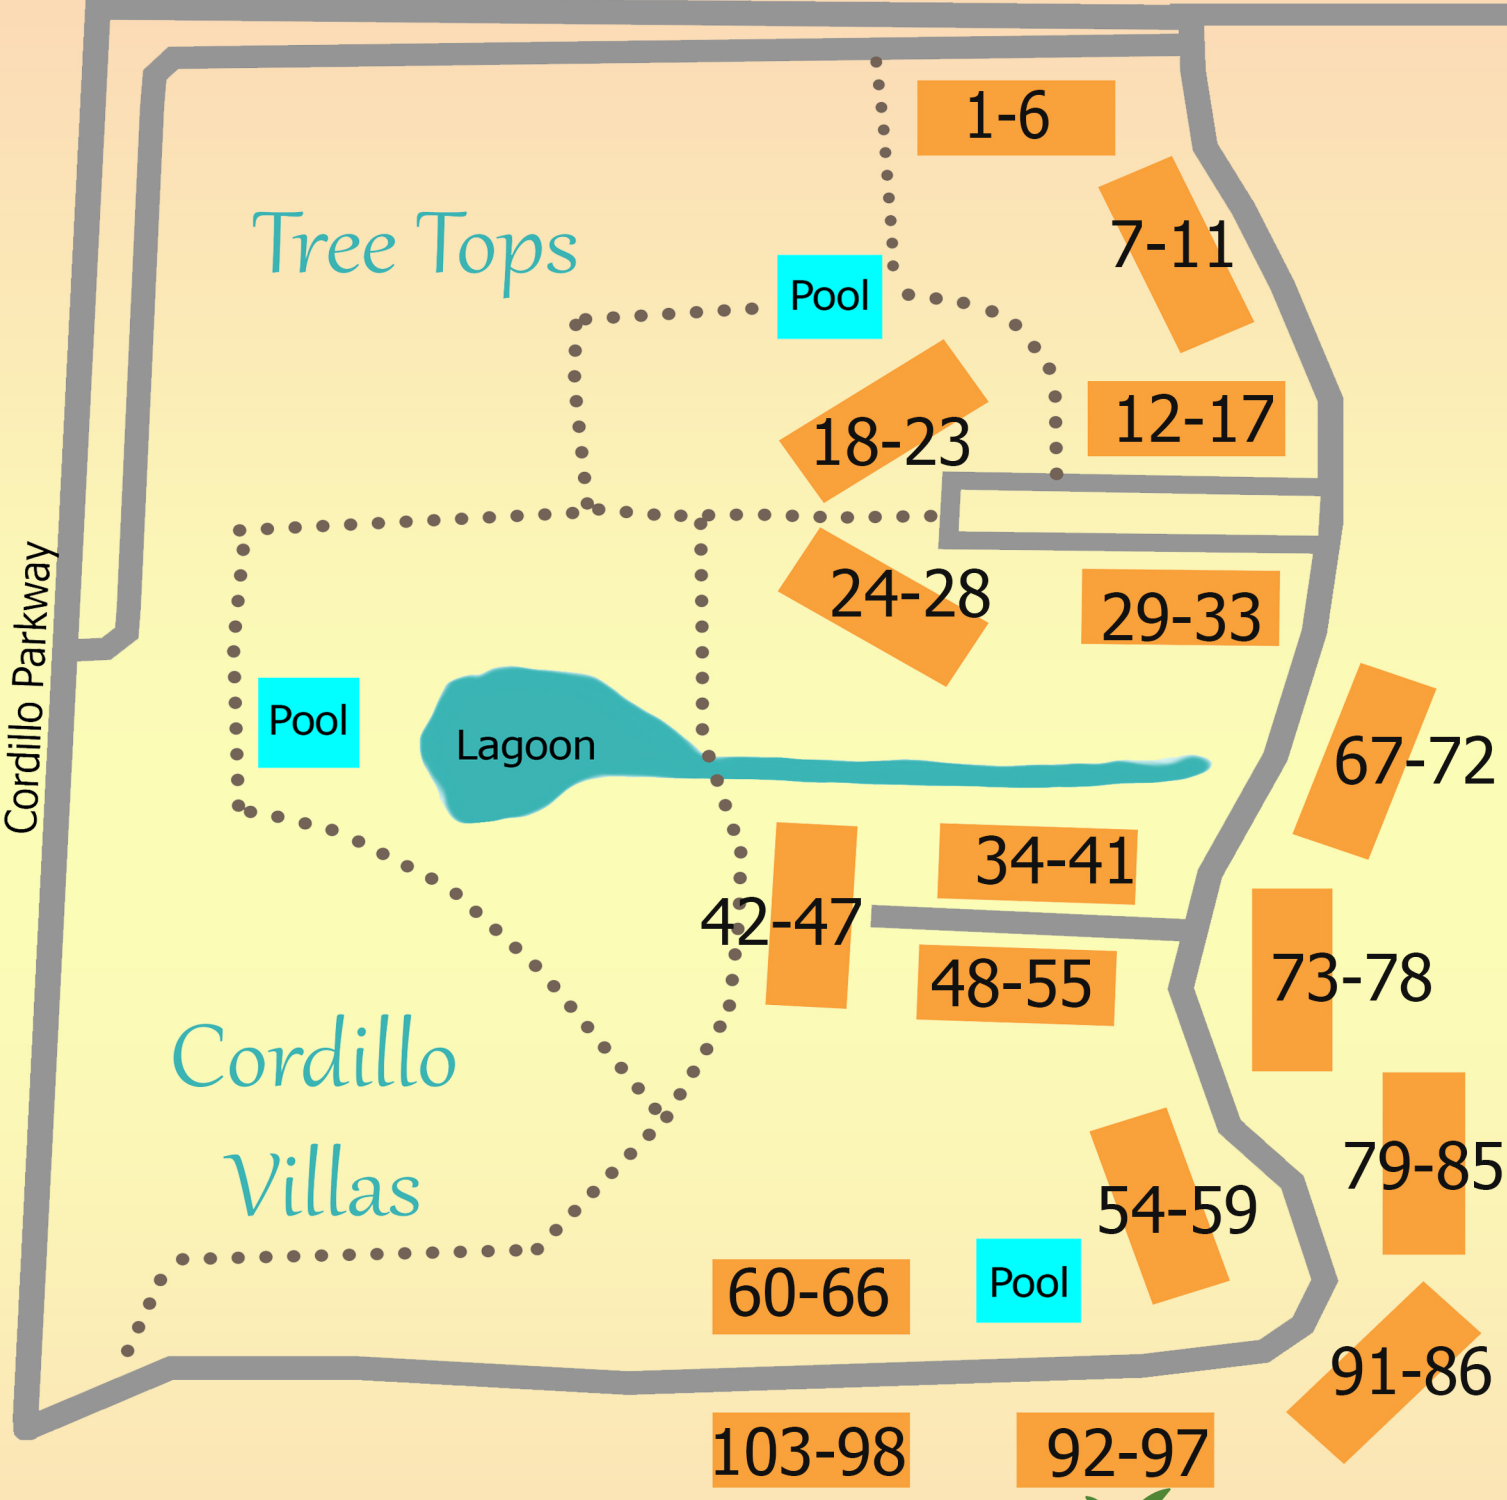 1-6
Tree Tops
7-11
Pool
12-17
18-23
24-28
29-33
Cordillo Parkway
Pool
Lagoon
67-72
34-41
42-47
48-55
73-78
Cordillo
Villas
79-85
54-59
60-66
Pool
91-86
103-98
92-97